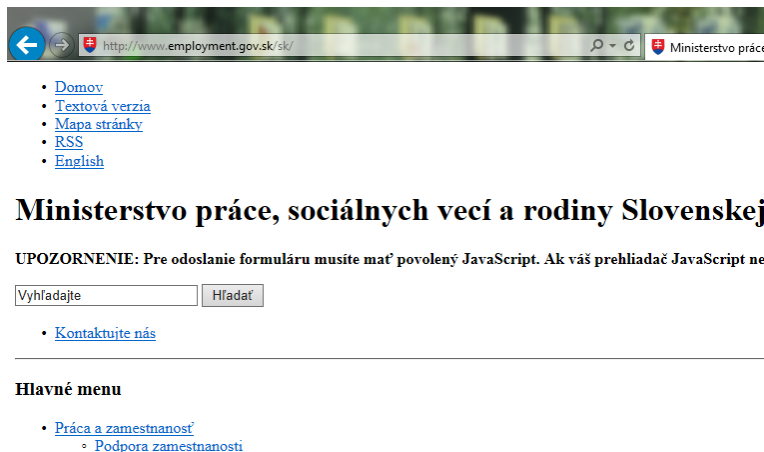 http://www.employment.gov.sk/sk/
Ministerstvo práce
Domov
Textová verzia
Mapa stránky
RSS
English
Ministerstvo práce, sociálnych vecí a rodiny Slovenskej
UPOZORNENIE: Pre odoslanie formuláru musíte mať povolený JavaScript. Ak váš prehliadač JavaScript ne
Vyhľadajte Hľadať
Kontaktujte nás
Hlavné menu
Práca a zamestnanosť
Podpora zamestnanosti